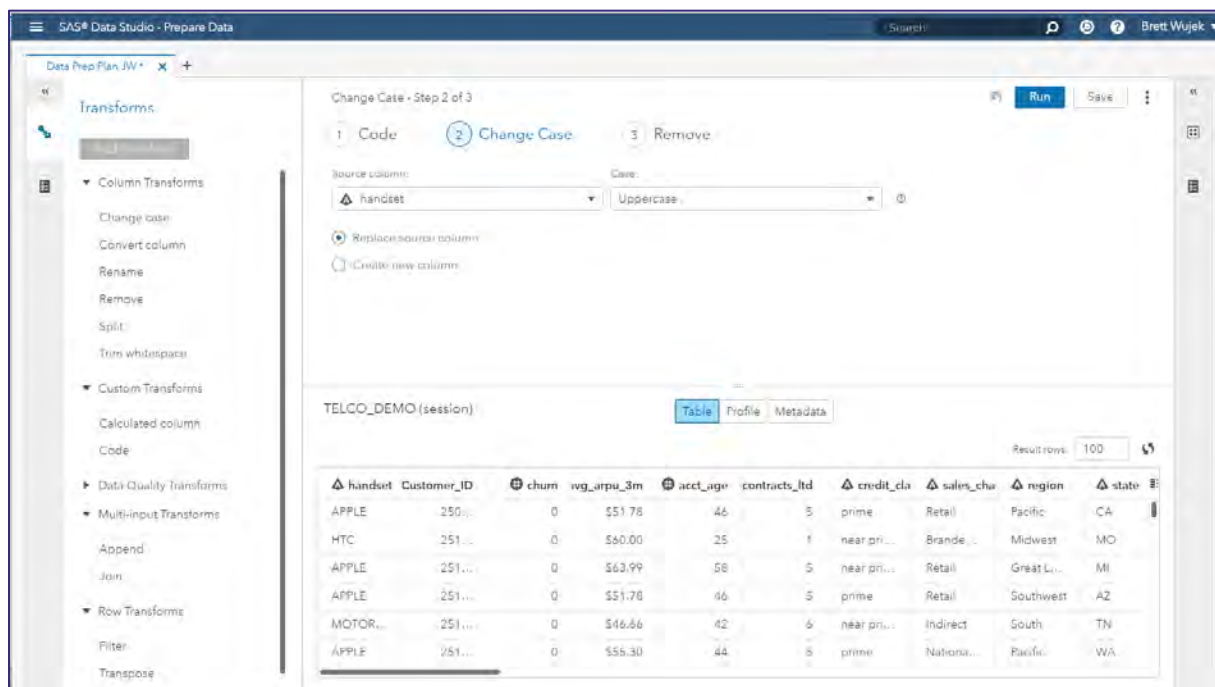 SAS® Data Studio - Prepare Data
Search
Brett Wujek
Data Prep Plan JW *
Transforms
Column Transforms
Change case
Convert column
Rename
Remove
Split
Trim whitespace
Custom Transforms
Calculated column
Code
Data Quality Transforms
Multi-input Transforms
Append
Join
Row Transforms
Filter
Transpose
Change Case - Step 2 of 3
Run Save
1 Code 2 Change Case 3 Remove
Source column: Case:
handset Uppercase
Replace source column
Create new column
TELCO_DEMO (session) Table Profile Metadata
Result rows: 100
handset Customer_ID churn vg_arpu_3m acct_age contracts_ltd credit_cla sales_cha region state
APPLE 250... 0 $51.78 46 5 prime Retail Pacific CA
HTC 251... 0 $60.00 25 1 near pri... Brande... Midwest MO
APPLE 251... 0 $63.99 58 5 near pri... Retail Great L... MI
APPLE 251... 0 $51.78 46 5 prime Retail Southwest AZ
MOTOR... 251... 0 $46.66 42 6 near pri... Indirect South TN
APPLE 251... 0 $55.30 44 5 prime Nationa... Pacific WA